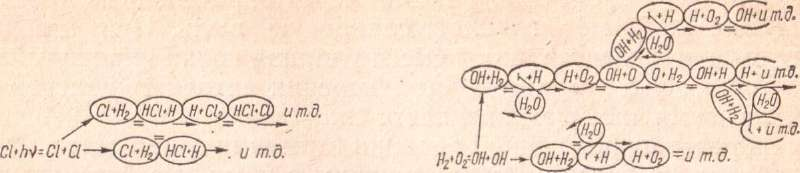 +H H+O₂ = OH+и т.д.
OH+H₂ H₂O
OH+H₂ = +H H+O₂ = OH+O O+H₂ = OH+H H+и т.д.
H₂O OH+H₂ H₂O
+и т.д.
Cl+H₂ = HCl+H H+Cl₂ = HCl+Cl и т.д.
H₂O
Cl+hν=Cl+Cl Cl+H₂ = HCl+H и т.д.
H₂+O₂=OH+OH OH+H₂ = +H H+O₂ =и т.д.